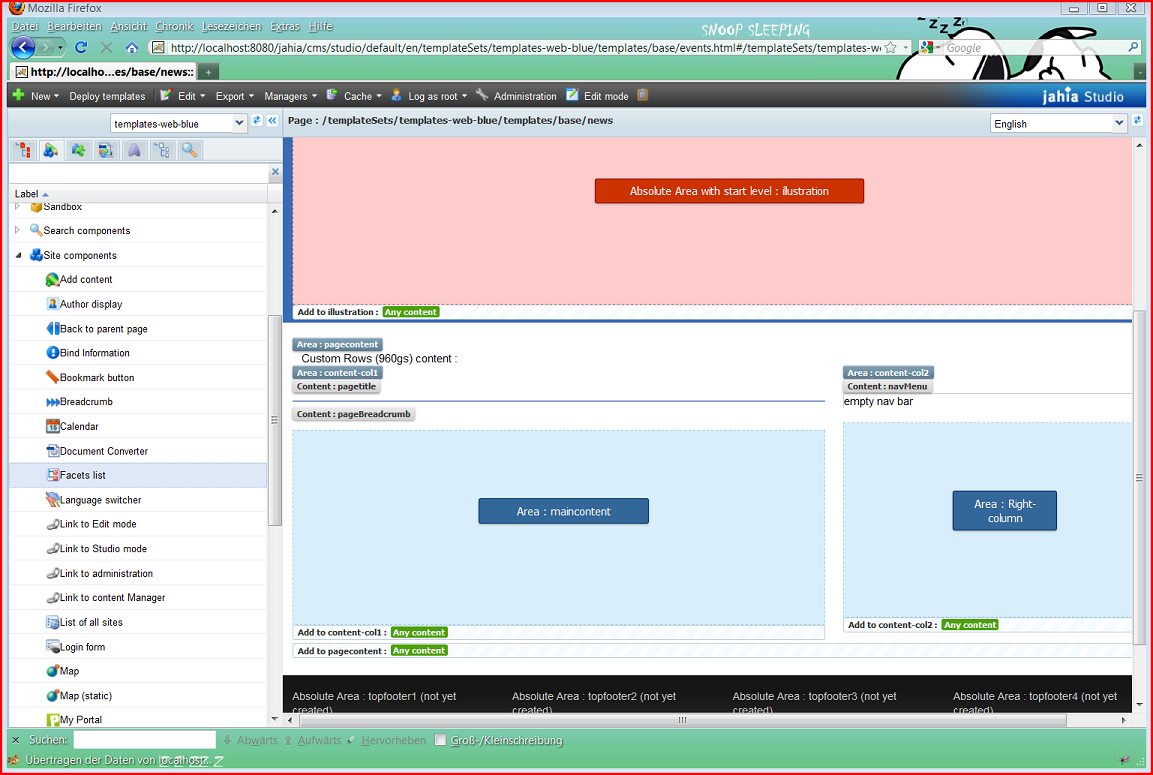 Mozilla Firefox
Datei Bearbeiten Ansicht Chronik Lesezeichen Extras Hilfe
SNOOP SLEEPING
z Z z Z z
http://localhost:8080/jahia/cms/studio/default/en/templateSets/templates-web-blue/templates/base/events.html#/templateSets/templates-w
Google
http://localho...es/base/news::
New Deploy templates Edit Export Managers Cache Log as root Administration Edit mode
jahia Studio
templates-web-blue
Page : /templateSets/templates-web-blue/templates/base/news
English
Label
Sandbox
Search components
Site components
Add content
Author display
Back to parent page
Bind Information
Bookmark button
Breadcrumb
Calendar
Document Converter
Facets list
Language switcher
Link to Edit mode
Link to Studio mode
Link to administration
Link to content Manager
List of all sites
Login form
Map
Map (static)
My Portal
Absolute Area with start level : illustration
Add to illustration : Any content
Area : pagecontent
Custom Rows (960gs) content :
Area : content-col1
Content : pagetitle
Content : pageBreadcrumb
Area : maincontent
Add to content-col1 : Any content
Area : content-col2
Content : navMenu
empty nav bar
Area : Right-
column
Add to content-col2 : Any content
Add to pagecontent : Any content
Absolute Area : topfooter1 (not yet
created)
Absolute Area : topfooter2 (not yet
created)
Absolute Area : topfooter3 (not yet
created)
Absolute Area : topfooter4 (not yet
created)
Suchen: Abwärts Aufwärts Hervorheben Groß-/Kleinschreibung
Übertragen der Daten von localhost...